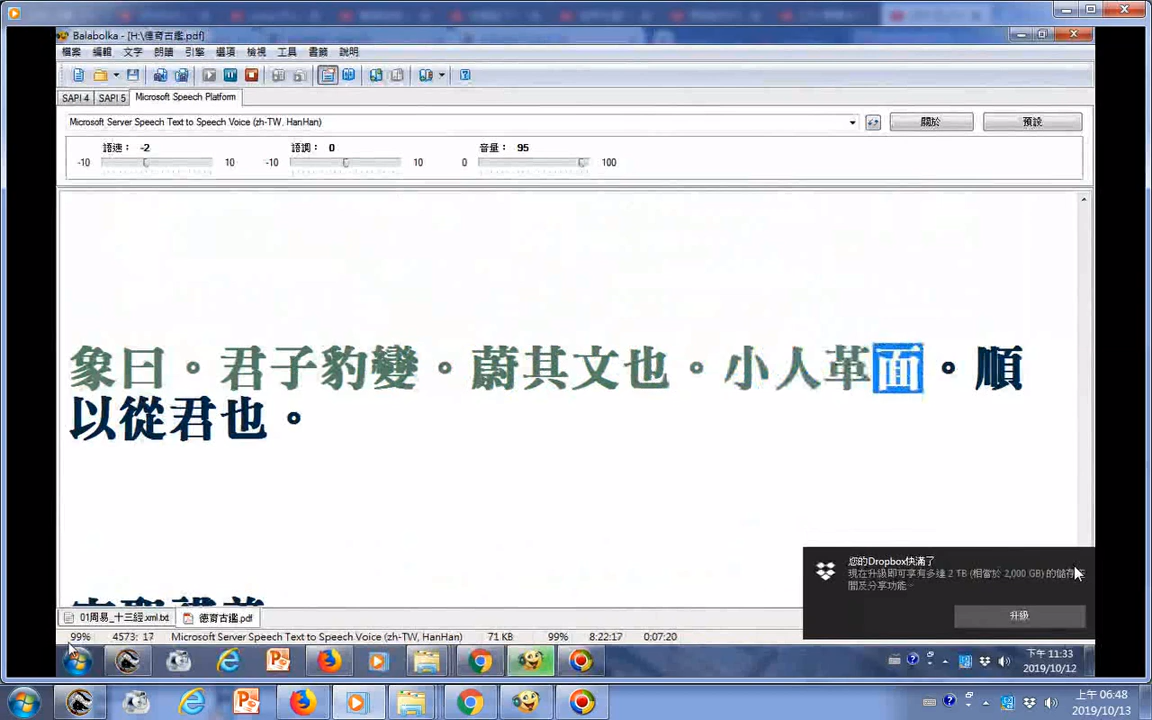 Balabolka - [H:\德育古鑑.pdf]
檔案 編輯 文字 朗讀 引擎 選項 檢視 工具 書籤 說明
SAPI 4 SAPI 5 Microsoft Speech Platform
Microsoft Server Speech Text to Speech Voice (zh-TW, HanHan) 關於 預設
語速： -2 語調： 0 音量： 95
-10 10 -10 10 0 100
象曰。君子豹變。蔚其文也。小人革面。順
以從君也。
您的Dropbox快滿了
現在升級即可享有多達 2 TB (相當於 2,000 GB) 的儲存空
間及分享功能。
升級
01周易_十三經.xml.txt 德育古鑑.pdf
99% 4573: 17 Microsoft Server Speech Text to Speech Voice (zh-TW, HanHan) 71 KB 99% 8:22:17 0:07:20
下午 11:33
2019/10/12
上午 06:48
2019/10/13